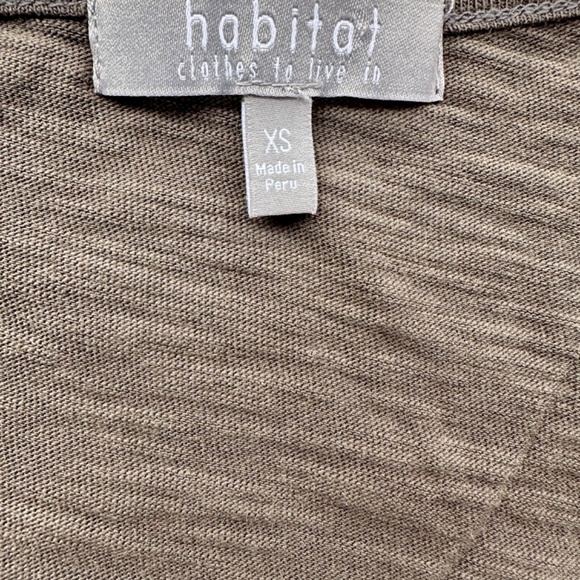 habitat
clothes to live in
XS
Made in
Peru